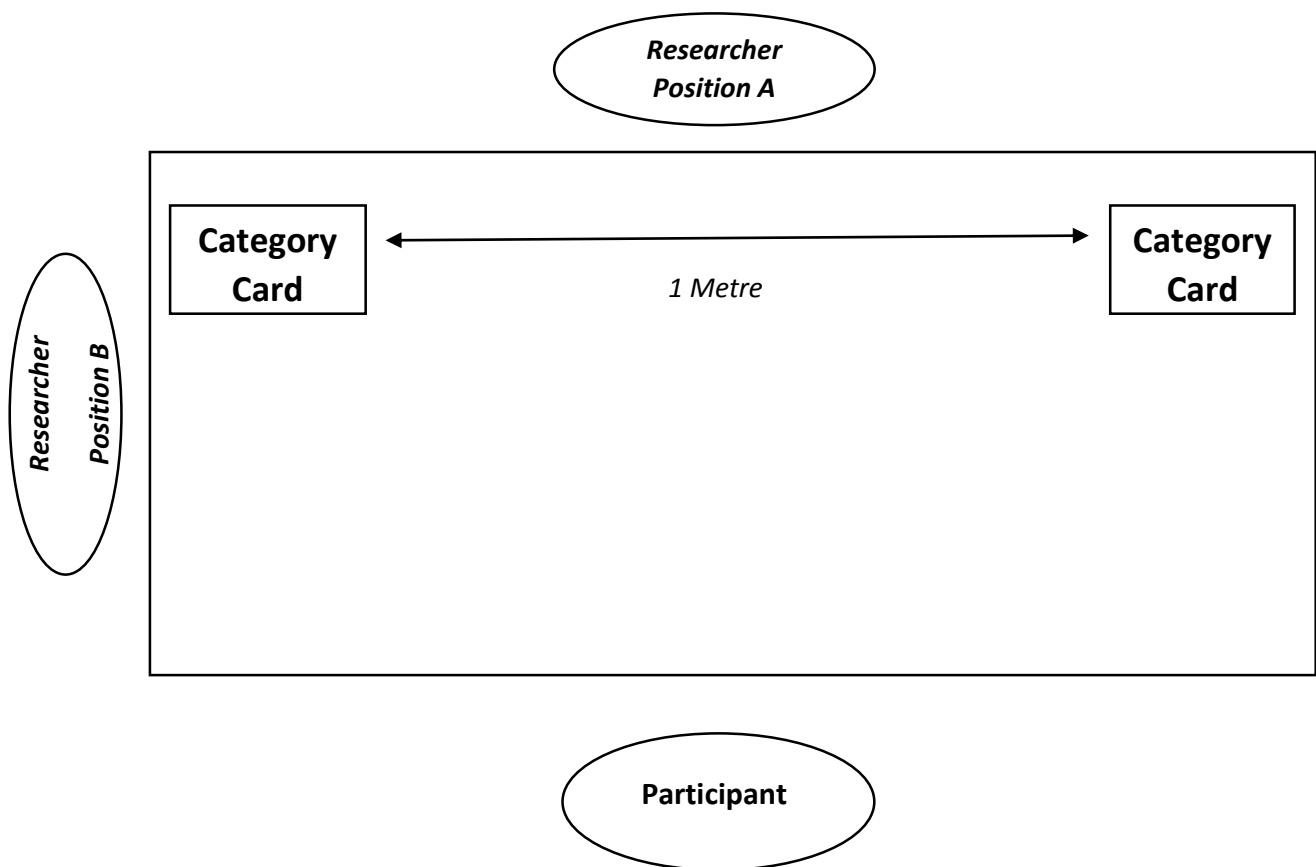 Researcher
Position A
Category
Card
1 Metre
Category
Card
Researcher
Position B
Participant